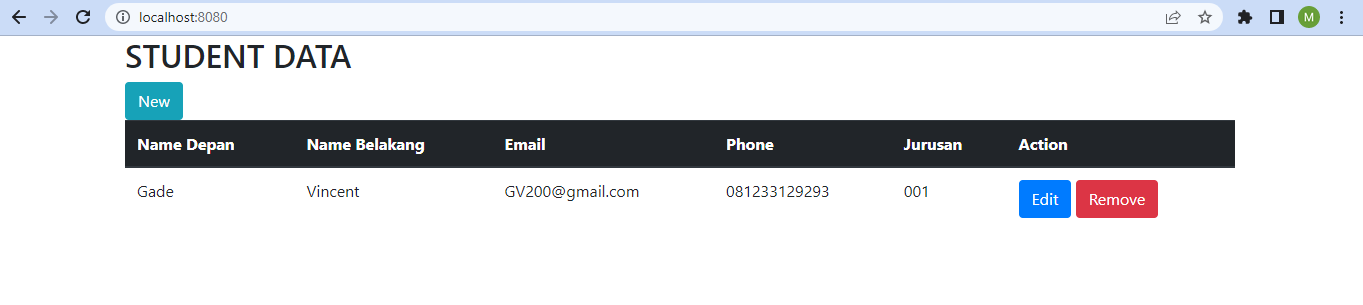 localhost:8080
M
STUDENT DATA
New
Name Depan Name Belakang Email Phone Jurusan Action
Gade Vincent GV200@gmail.com 081233129293 001 Edit Remove